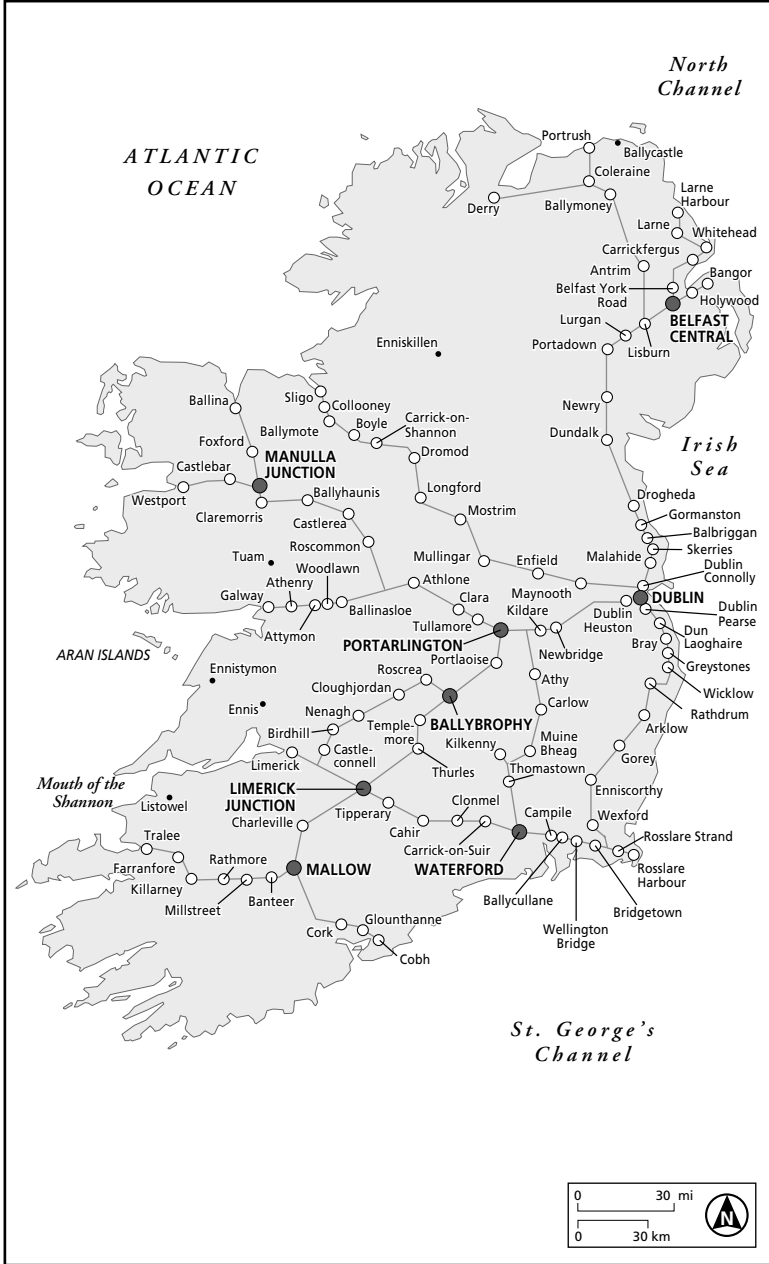 North
Channel
ATLANTIC
OCEAN
Portrush
Ballycastle
Coleraine
Derry
Ballymoney
Larne
Harbour
Larne
Whitehead
Carrickfergus
Antrim
Bangor
Belfast York
Road
Holywood
BELFAST
CENTRAL
Lurgan
Lisburn
Portadown
Enniskillen
Newry
Dundalk
Irish
Sea
Ballina
Sligo
Collooney
Ballymote
Boyle
Carrick-on-
Shannon
Foxford
MANULLA
JUNCTION
Dromod
Castlebar
Westport
Claremorris
Ballyhaunis
Longford
Castlerea
Mostrim
Drogheda
Gormanston
Balbriggan
Skerries
Malahide
Dublin
Connolly
Roscommon
Tuam
Mullingar
Enfield
Woodlawn
Athenry
Galway
Attymon
Ballinasloe
Athlone
Clara
Tullamore
Maynooth
Kildare
DUBLIN
Dublin
Heuston
Dublin
Pearse
Dun
Laoghaire
PORTARLINGTON
Newbridge
Bray
Greystones
ARAN ISLANDS
Portlaoise
Wicklow
Ennistymon
Roscrea
Cloughjordan
Athy
Rathdrum
Ennis
Nenagh
BALLYBROPHY
Carlow
Arklow
Birdhill
Temple-
more
Kilkenny
Muine
Bheag
Gorey
Limerick
Castle-
connell
Thurles
Thomastown
Mouth of the
Shannon
Listowel
LIMERICK
JUNCTION
Enniscorthy
Tipperary
Clonmel
Campile
Wexford
Charleville
Cahir
Carrick-on-Suir
WATERFORD
Rosslare Strand
Tralee
Farranfore
Killarney
Rathmore
MALLOW
Rosslare
Harbour
Millstreet
Banteer
Ballycullane
Bridgetown
Wellington
Bridge
Cork
Glounthanne
Cobh
St. George's
Channel
0 30 mi
0 30 km
N